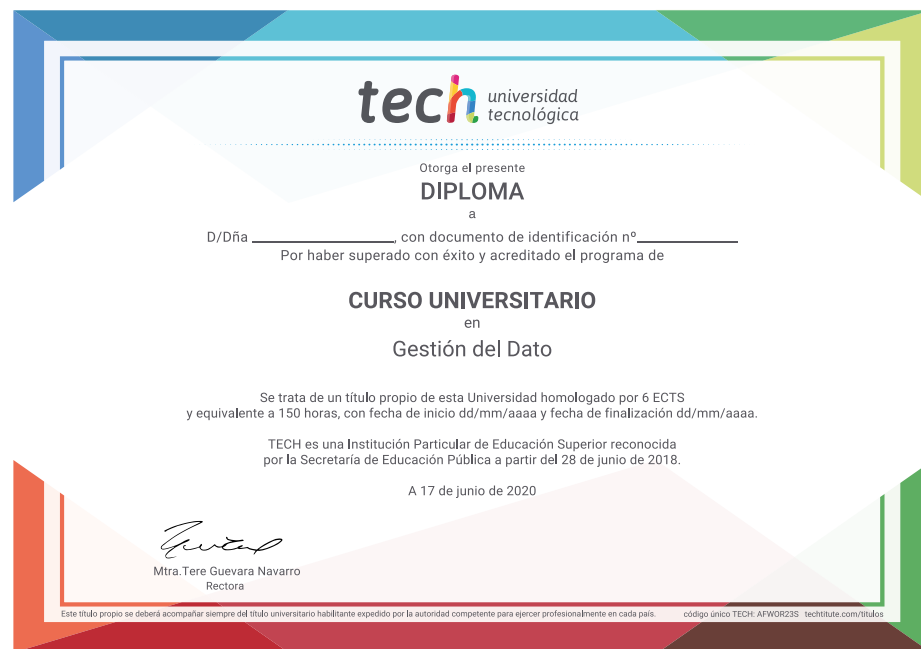 tech universidad
tecnológica
Otorga el presente
DIPLOMA
a
D/Dña ____________, con documento de identificación nº____________
Por haber superado con éxito y acreditado el programa de
CURSO UNIVERSITARIO
en
Gestión del Dato
Se trata de un título propio de esta Universidad homologado por 6 ECTS
y equivalente a 150 horas, con fecha de inicio dd/mm/aaaa y fecha de finalización dd/mm/aaaa.
TECH es una Institución Particular de Educación Superior reconocida
por la Secretaría de Educación Pública a partir del 28 de junio de 2018.
A 17 de junio de 2020
Mtra.Tere Guevara Navarro
Rectora
Este título propio se deberá acompañar siempre del título universitario habilitante expedido por la autoridad competente para ejercer profesionalmente en cada país. código único TECH: AFWOR23S techtitute.com/titulos